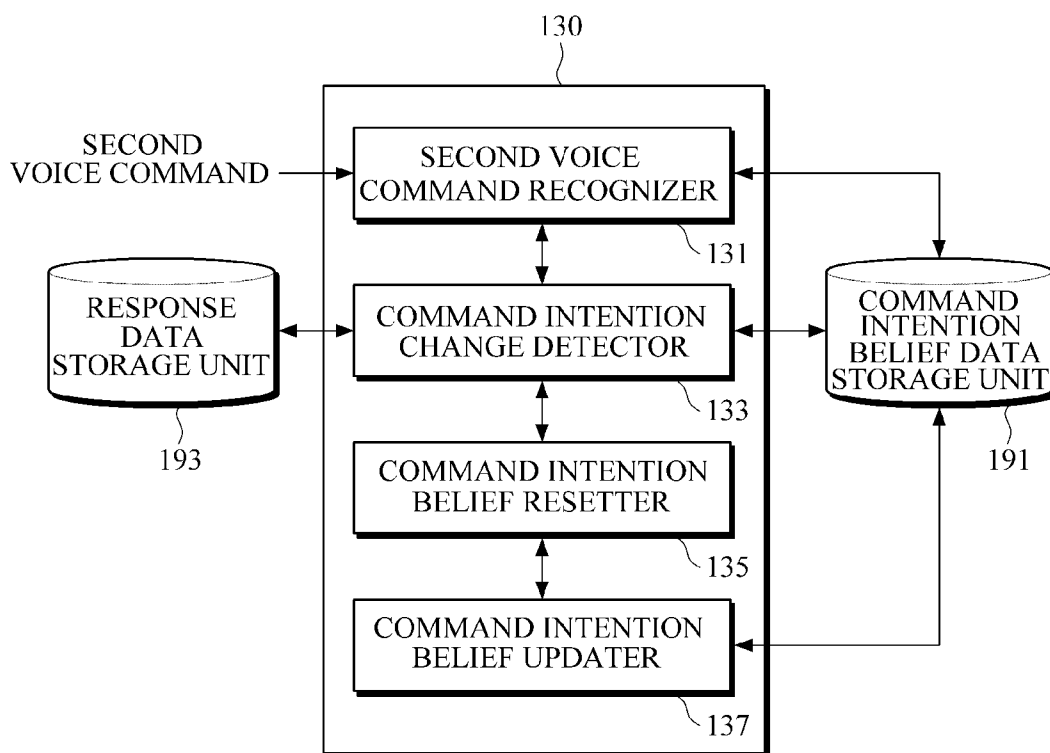 130
SECOND
VOICE COMMAND
SECOND VOICE
COMMAND RECOGNIZER
131
RESPONSE
DATA
STORAGE UNIT
193
COMMAND INTENTION
CHANGE DETECTOR
133
COMMAND
INTENTION
BELIEF DATA
STORAGE UNIT
191
COMMAND INTENTION
BELIEF RESETTER
135
COMMAND INTENTION
BELIEF UPDATER
137